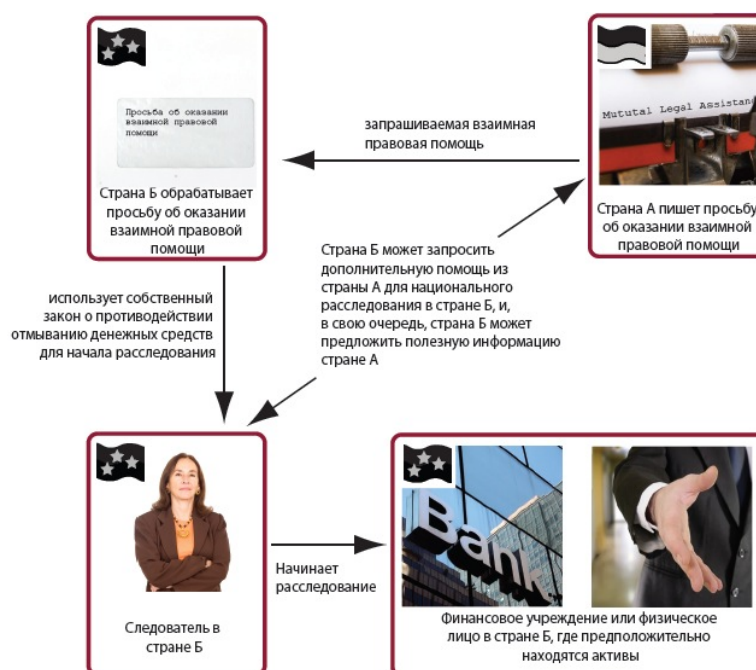 Просьба об оказании
взаимной правовой
помощи
Страна Б обрабатывает
просьбу об оказании
взаимной правовой
помощи
запрашиваемая взаимная
правовая помощь
Mututal Legal Assistanc
Страна А пишет просьбу
об оказании взаимной
правовой помощи
Страна Б может запросить
дополнительную помощь из
страны А для национального
расследования в стране Б, и,
в свою очередь, страна Б может
предложить полезную информацию
стране А
использует собственный
закон о противодействии
отмыванию денежных средств
для начала расследования
Следователь в
стране Б
Начинает
расследование
Bank
Финансовое учреждение или физическое
лицо в стране Б, где предположительно
находятся активы